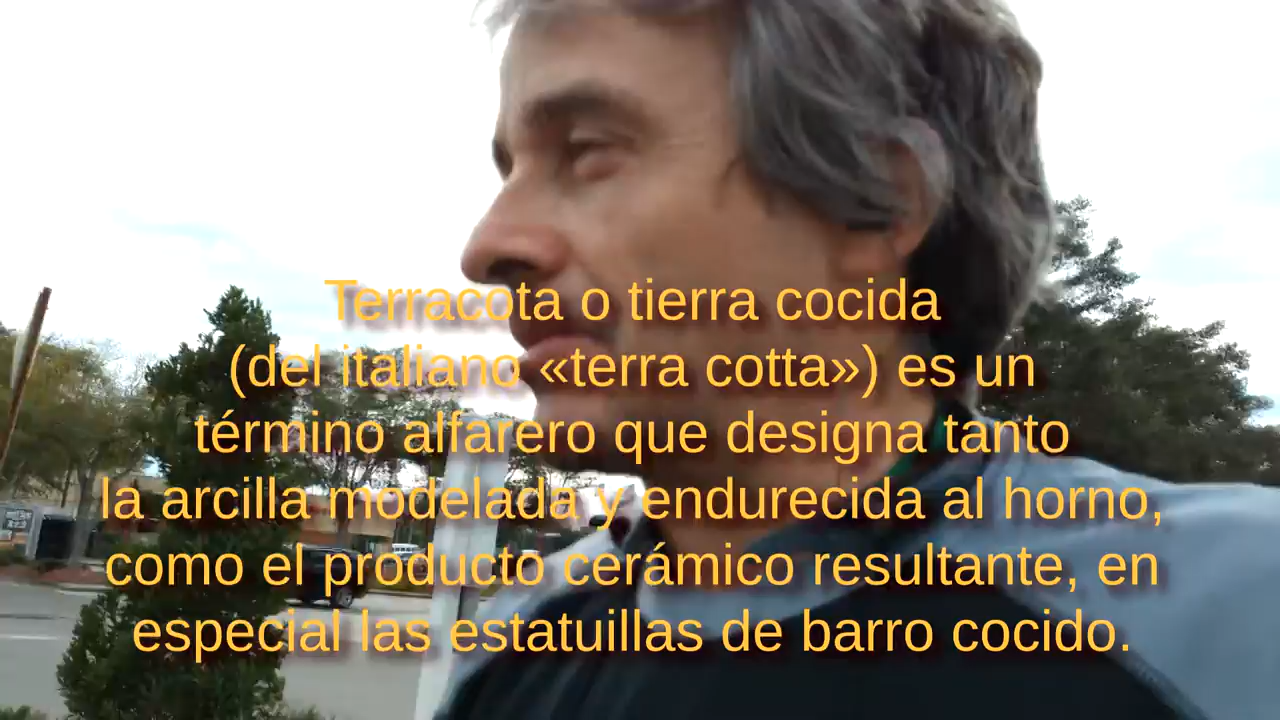 Terracota o tierra cocida
(del italiano «terra cotta») es un
término alfarero que designa tanto
la arcilla modelada y endurecida al horno,
como el producto cerámico resultante, en
especial las estatuillas de barro cocido.